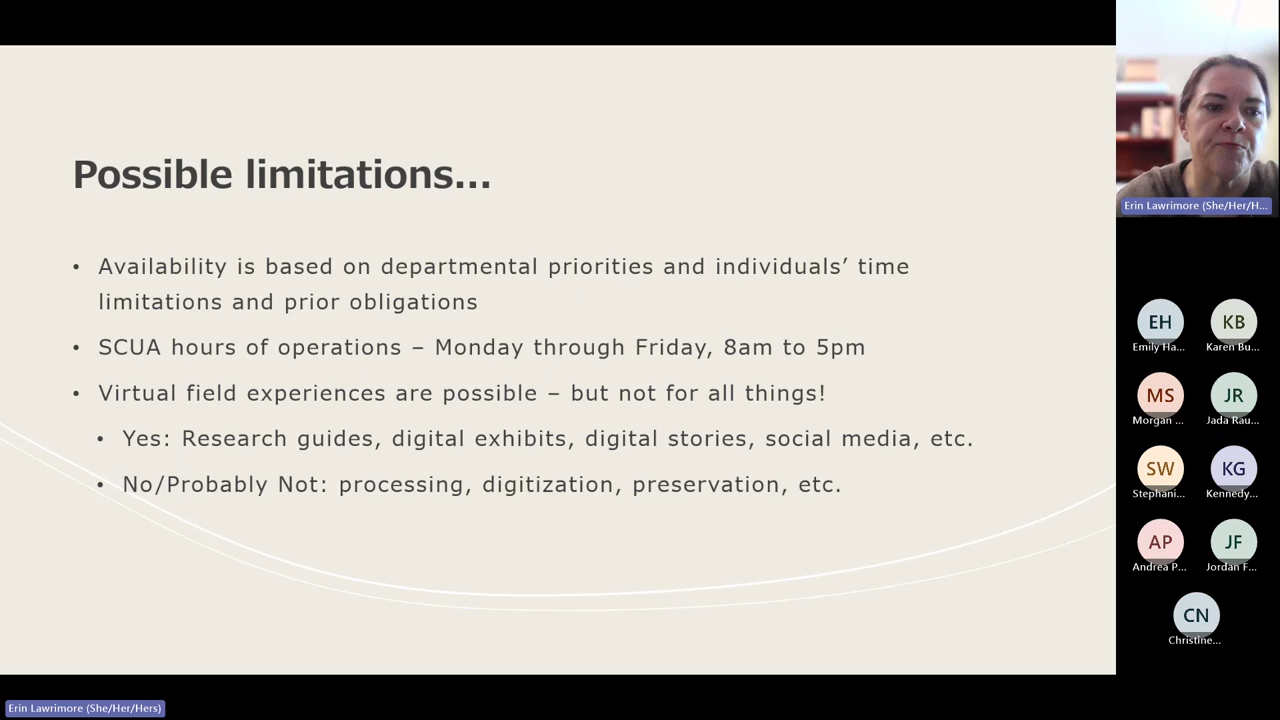 Possible limitations...
• Availability is based on departmental priorities and individuals’ time
limitations and prior obligations
• SCUA hours of operations – Monday through Friday, 8am to 5pm
• Virtual field experiences are possible – but not for all things!
• Yes: Research guides, digital exhibits, digital stories, social media, etc.
• No/Probably Not: processing, digitization, preservation, etc.
Erin Lawrimore (She/Her/H...
EH KB
Emily Ha... Karen Bu...
MS JR
Morgan ... Jada Rau...
SW KG
Stephani... Kennedy...
AP JF
Andrea P... Jordan F...
CN
Christine...
Erin Lawrimore (She/Her/Hers)